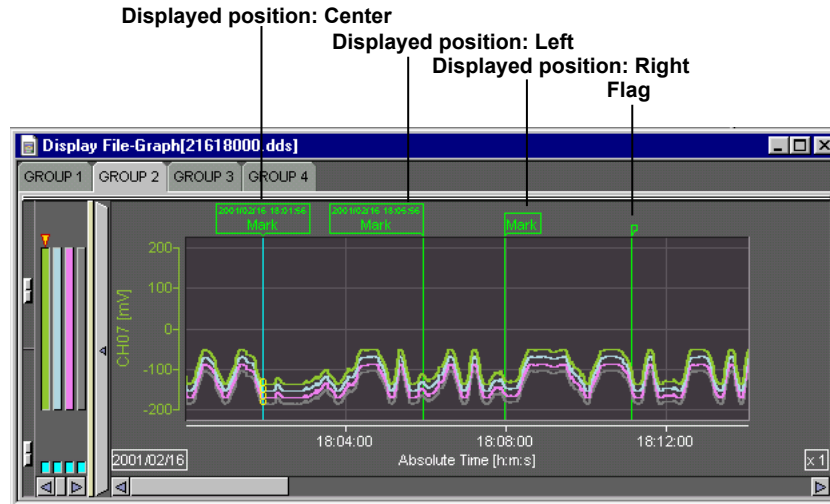 Displayed position: Center
Displayed position: Left
Displayed position: Right
Flag
Display File-Graph[21618000.dds]
GROUP 1 GROUP 2 GROUP 3 GROUP 4
2001/02/16 18:01:56 2001/02/16 18:05:56
Mark Mark Mark
200
100
0
-100
-200
CH07 [mV]
18:04:00 18:08:00 18:12:00
2001/02/16 Absolute Time [h:m:s] x 1